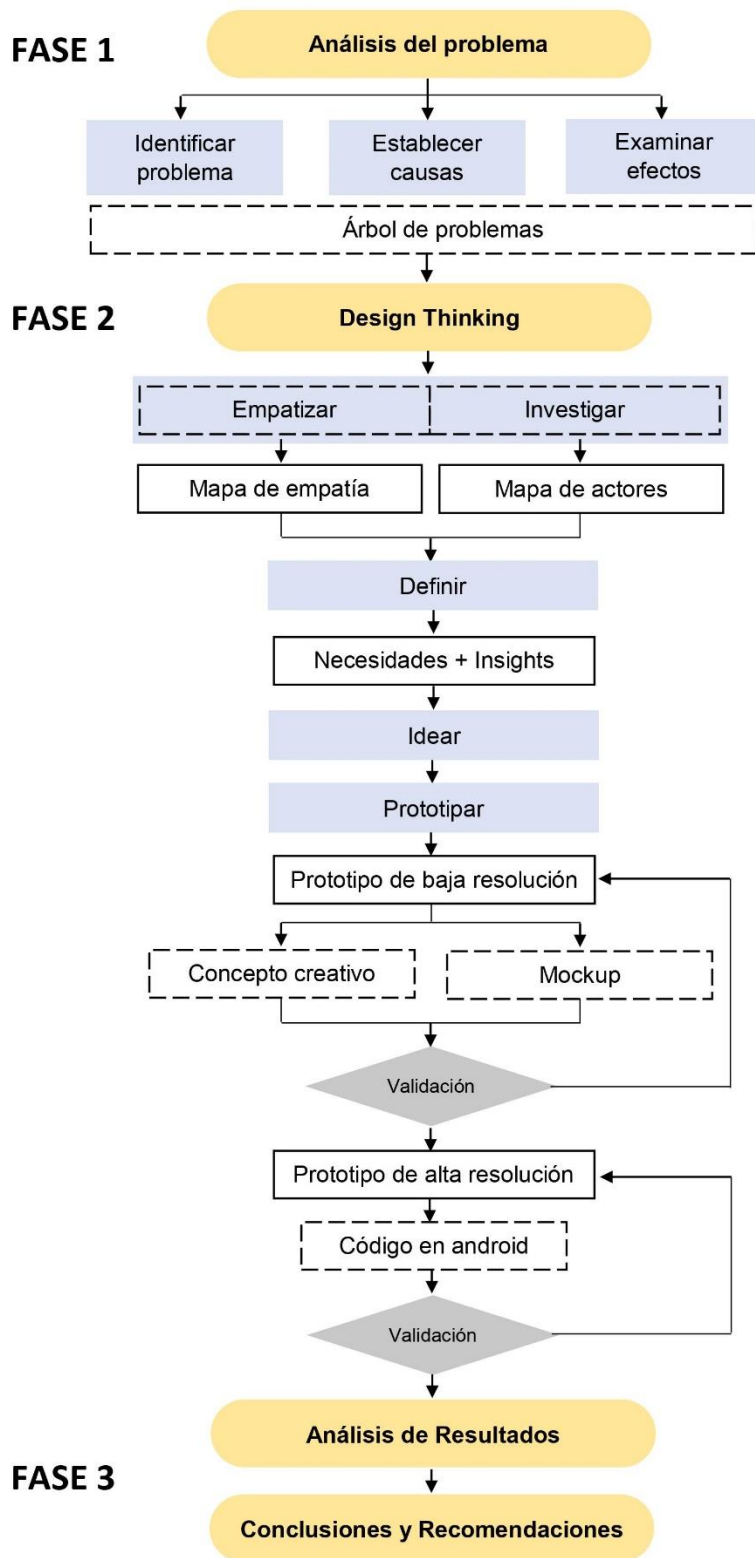 FASE 1
Análisis del problema
Identificar
problema
Establecer
causas
Examinar
efectos
Árbol de problemas
FASE 2
Design Thinking
Empatizar
Investigar
Mapa de empatía
Mapa de actores
Definir
Necesidades + Insights
Idear
Prototipar
Prototipo de baja resolución
Concepto creativo
Mockup
Validación
Prototipo de alta resolución
Código en android
Validación
Análisis de Resultados
FASE 3
Conclusiones y Recomendaciones